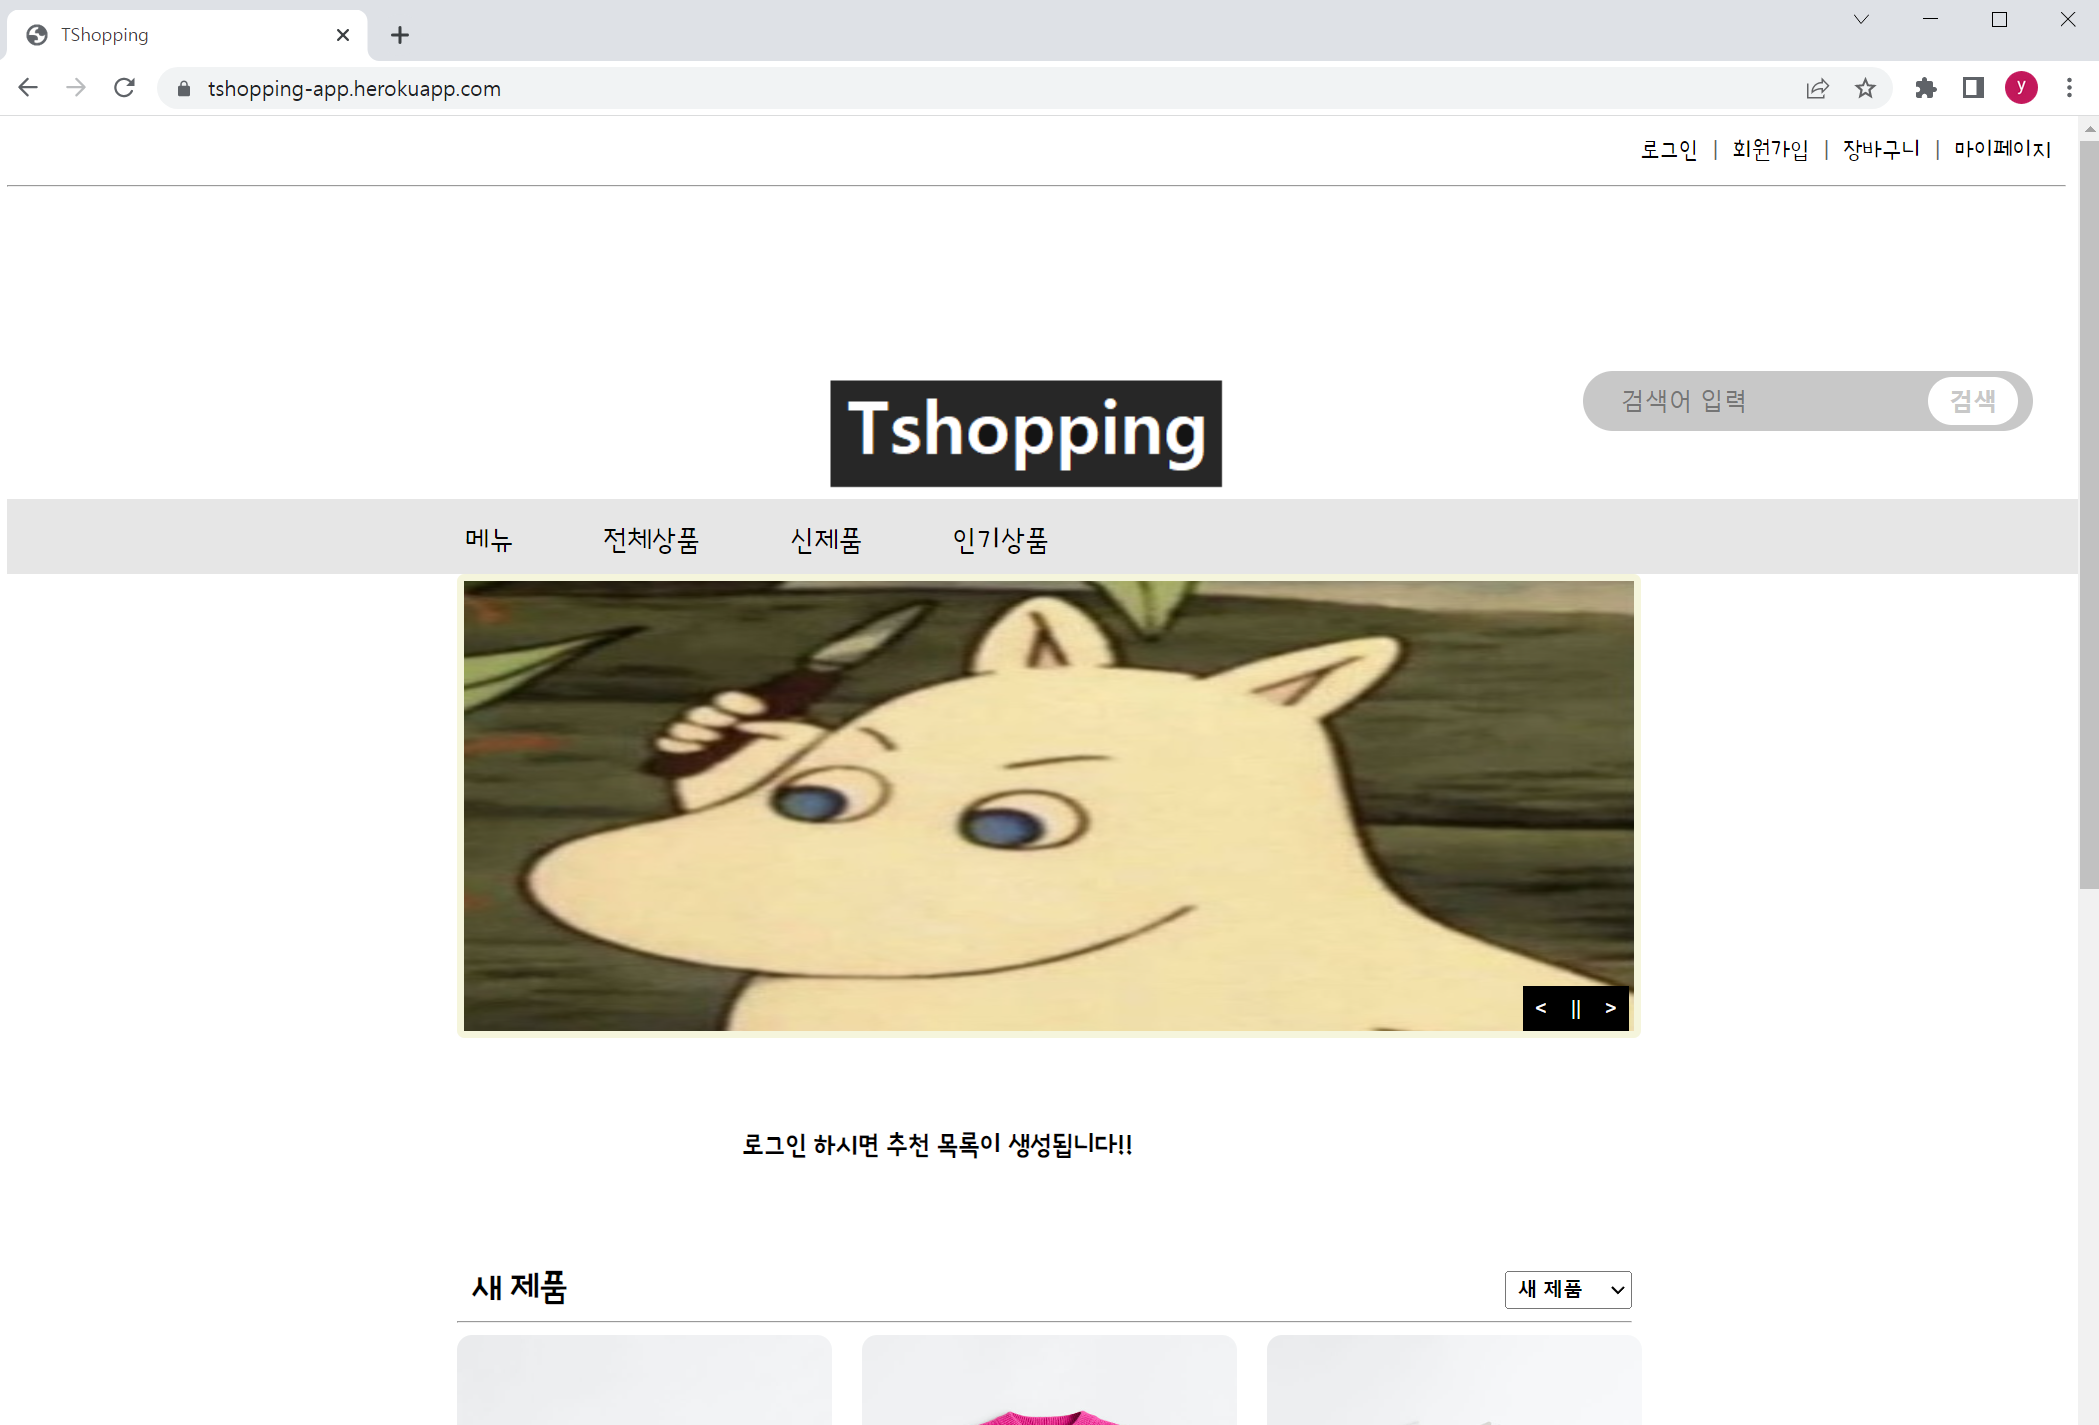 TShopping
tshopping-app.herokuapp.com
y
로그인 | 회원가입 | 장바구니 | 마이페이지
Tshopping
검색어 입력 검색
메뉴 전체상품 신제품 인기상품
< || >
로그인 하시면 추천 목록이 생성됩니다!!
새 제품 새 제품